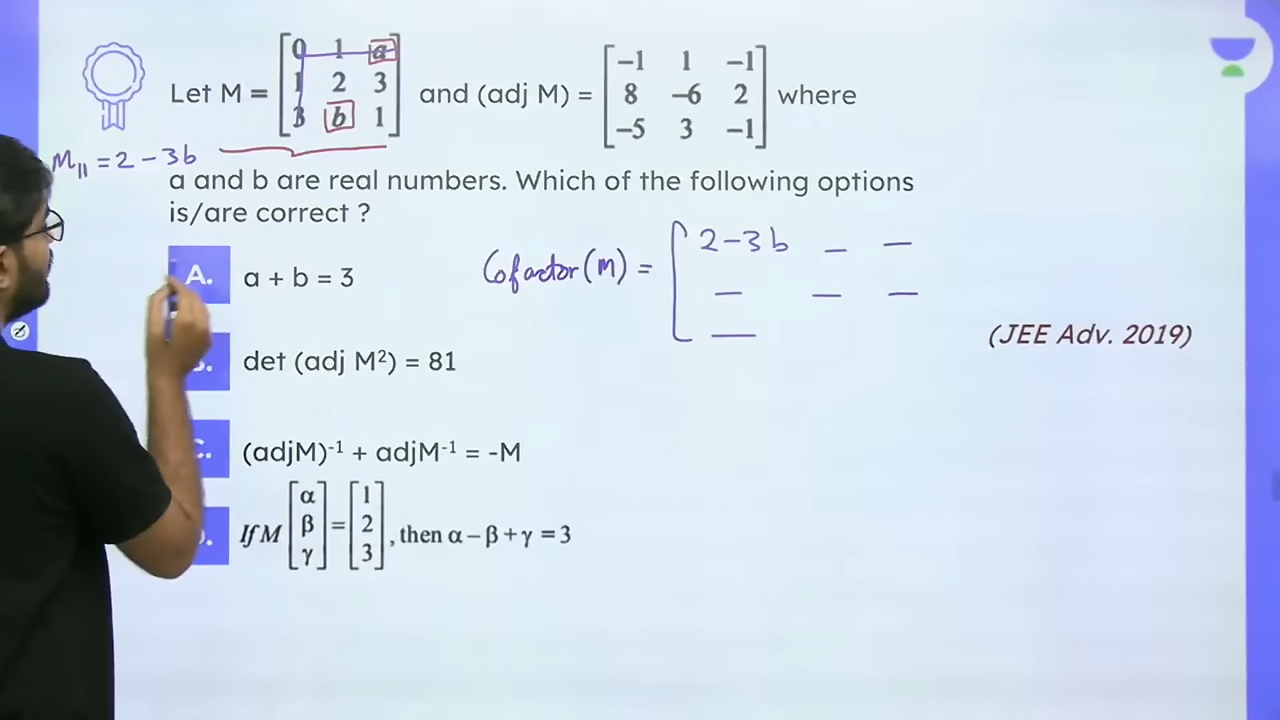 Let M = [0 1 a
1 2 3
3 b 1] and (adj M) = [-1 1 -1
8 -6 2
-5 3 -1] where
M₁₁ = 2 - 3b
a and b are real numbers. Which of the following options
is/are correct ?
A. a + b = 3
Cofactor(M) = [2-3b _ _
_ _ _
_
(JEE Adv. 2019)
det (adj M²) = 81
(adjM)⁻¹ + adjM⁻¹ = -M
If M [α
β
γ] = [1
2
3], then α – β + γ = 3